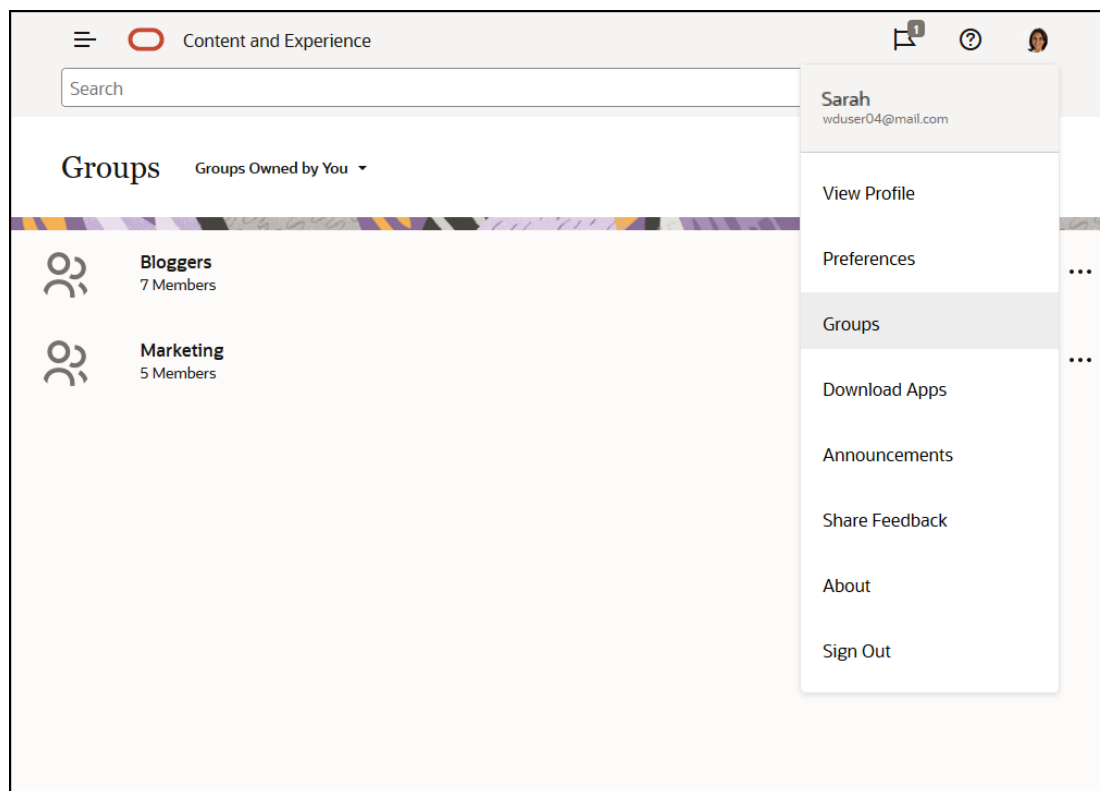 Content and Experience
1
Search
Sarah
wduser04@mail.com
Groups
Groups Owned by You
View Profile
Preferences
Bloggers
7 Members
Groups
Marketing
5 Members
Download Apps
Announcements
Share Feedback
About
Sign Out